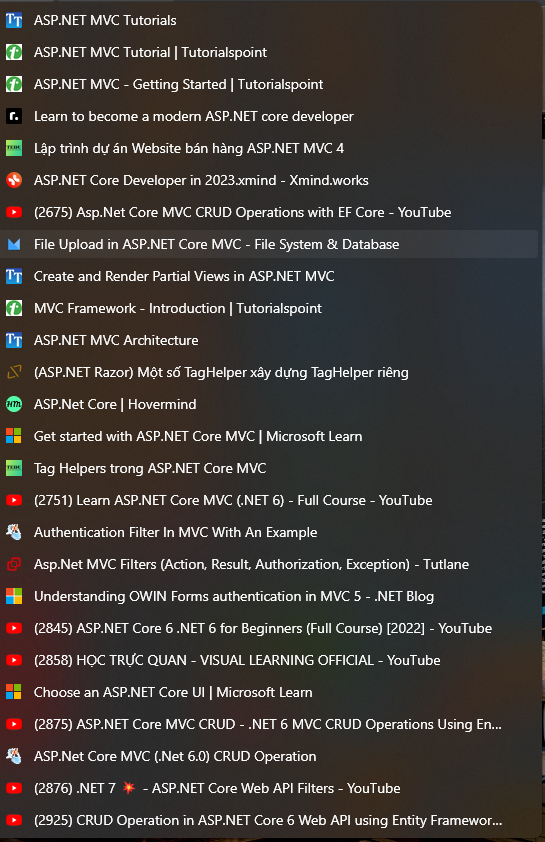 ASP.NET MVC Tutorials
ASP.NET MVC Tutorial | Tutorialspoint
ASP.NET MVC - Getting Started | Tutorialspoint
Learn to become a modern ASP.NET core developer
Lập trình dự án Website bán hàng ASP.NET MVC 4
ASP.NET Core Developer in 2023.xmind - Xmind.works
(2675) Asp.Net Core MVC CRUD Operations with EF Core - YouTube
File Upload in ASP.NET Core MVC - File System & Database
Create and Render Partial Views in ASP.NET MVC
MVC Framework - Introduction | Tutorialspoint
ASP.NET MVC Architecture
(ASP.NET Razor) Một số TagHelper xây dựng TagHelper riêng
ASP.Net Core | Hovermind
Get started with ASP.NET Core MVC | Microsoft Learn
Tag Helpers trong ASP.NET Core MVC
(2751) Learn ASP.NET Core MVC (.NET 6) - Full Course - YouTube
Authentication Filter In MVC With An Example
Asp.Net MVC Filters (Action, Result, Authorization, Exception) - Tutlane
Understanding OWIN Forms authentication in MVC 5 - .NET Blog
(2845) ASP.NET Core 6 .NET 6 for Beginners (Full Course) [2022] - YouTube
(2858) HỌC TRỰC QUAN - VISUAL LEARNING OFFICIAL - YouTube
Choose an ASP.NET Core UI | Microsoft Learn
(2875) ASP.NET Core MVC CRUD - .NET 6 MVC CRUD Operations Using En...
ASP.Net Core MVC (.Net 6.0) CRUD Operation
(2876) .NET 7 💥 - ASP.NET Core Web API Filters - YouTube
(2925) CRUD Operation in ASP.NET Core 6 Web API using Entity Framewor...